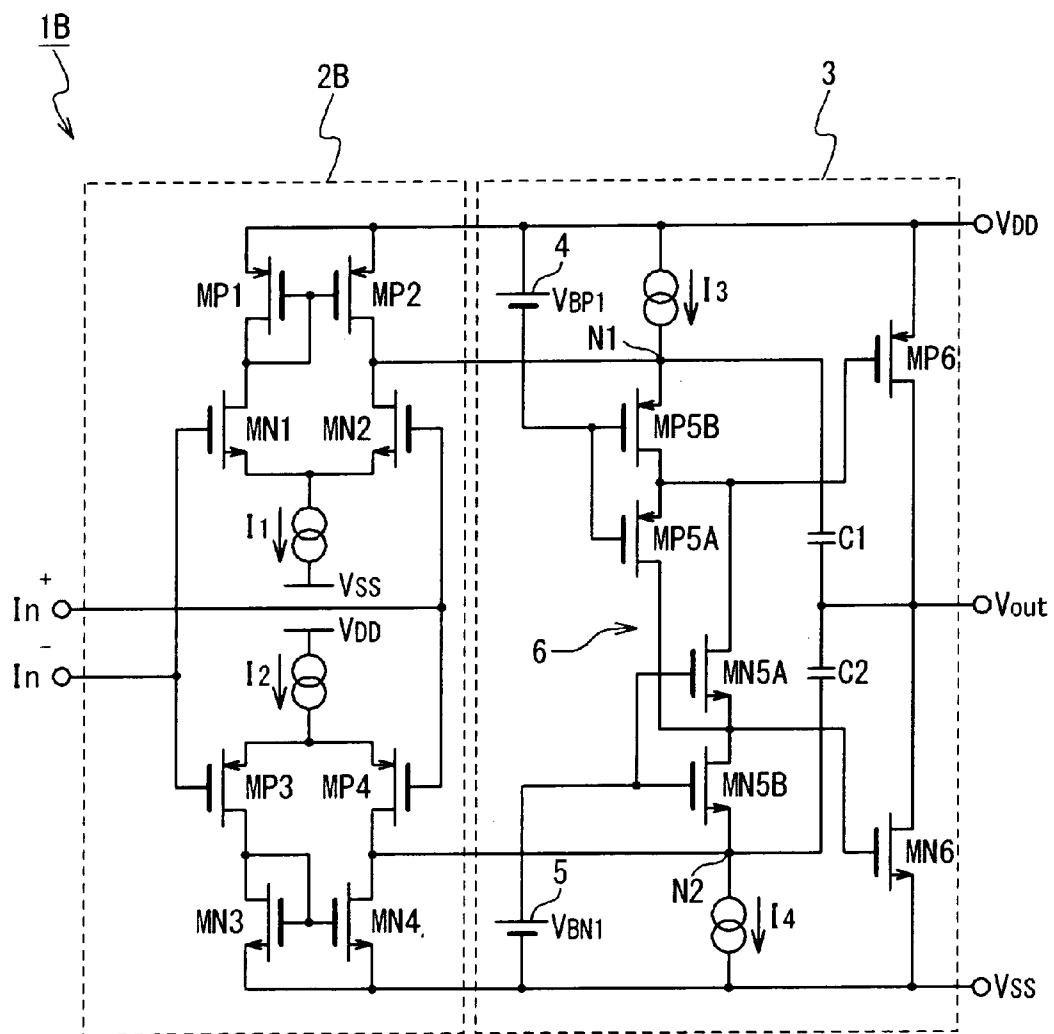 1B
2B
3
VDD
4
VBP1
I3
MP1
MP2
N1
MP6
MN1
MN2
MP5B
I1
MP5A
C1
VSS
In+
Vout
VDD
In-
6
I2
MN5A
C2
MP3
MP4
MN5B
MN6
5
N2
MN3
MN4
VBN1
I4
VSS